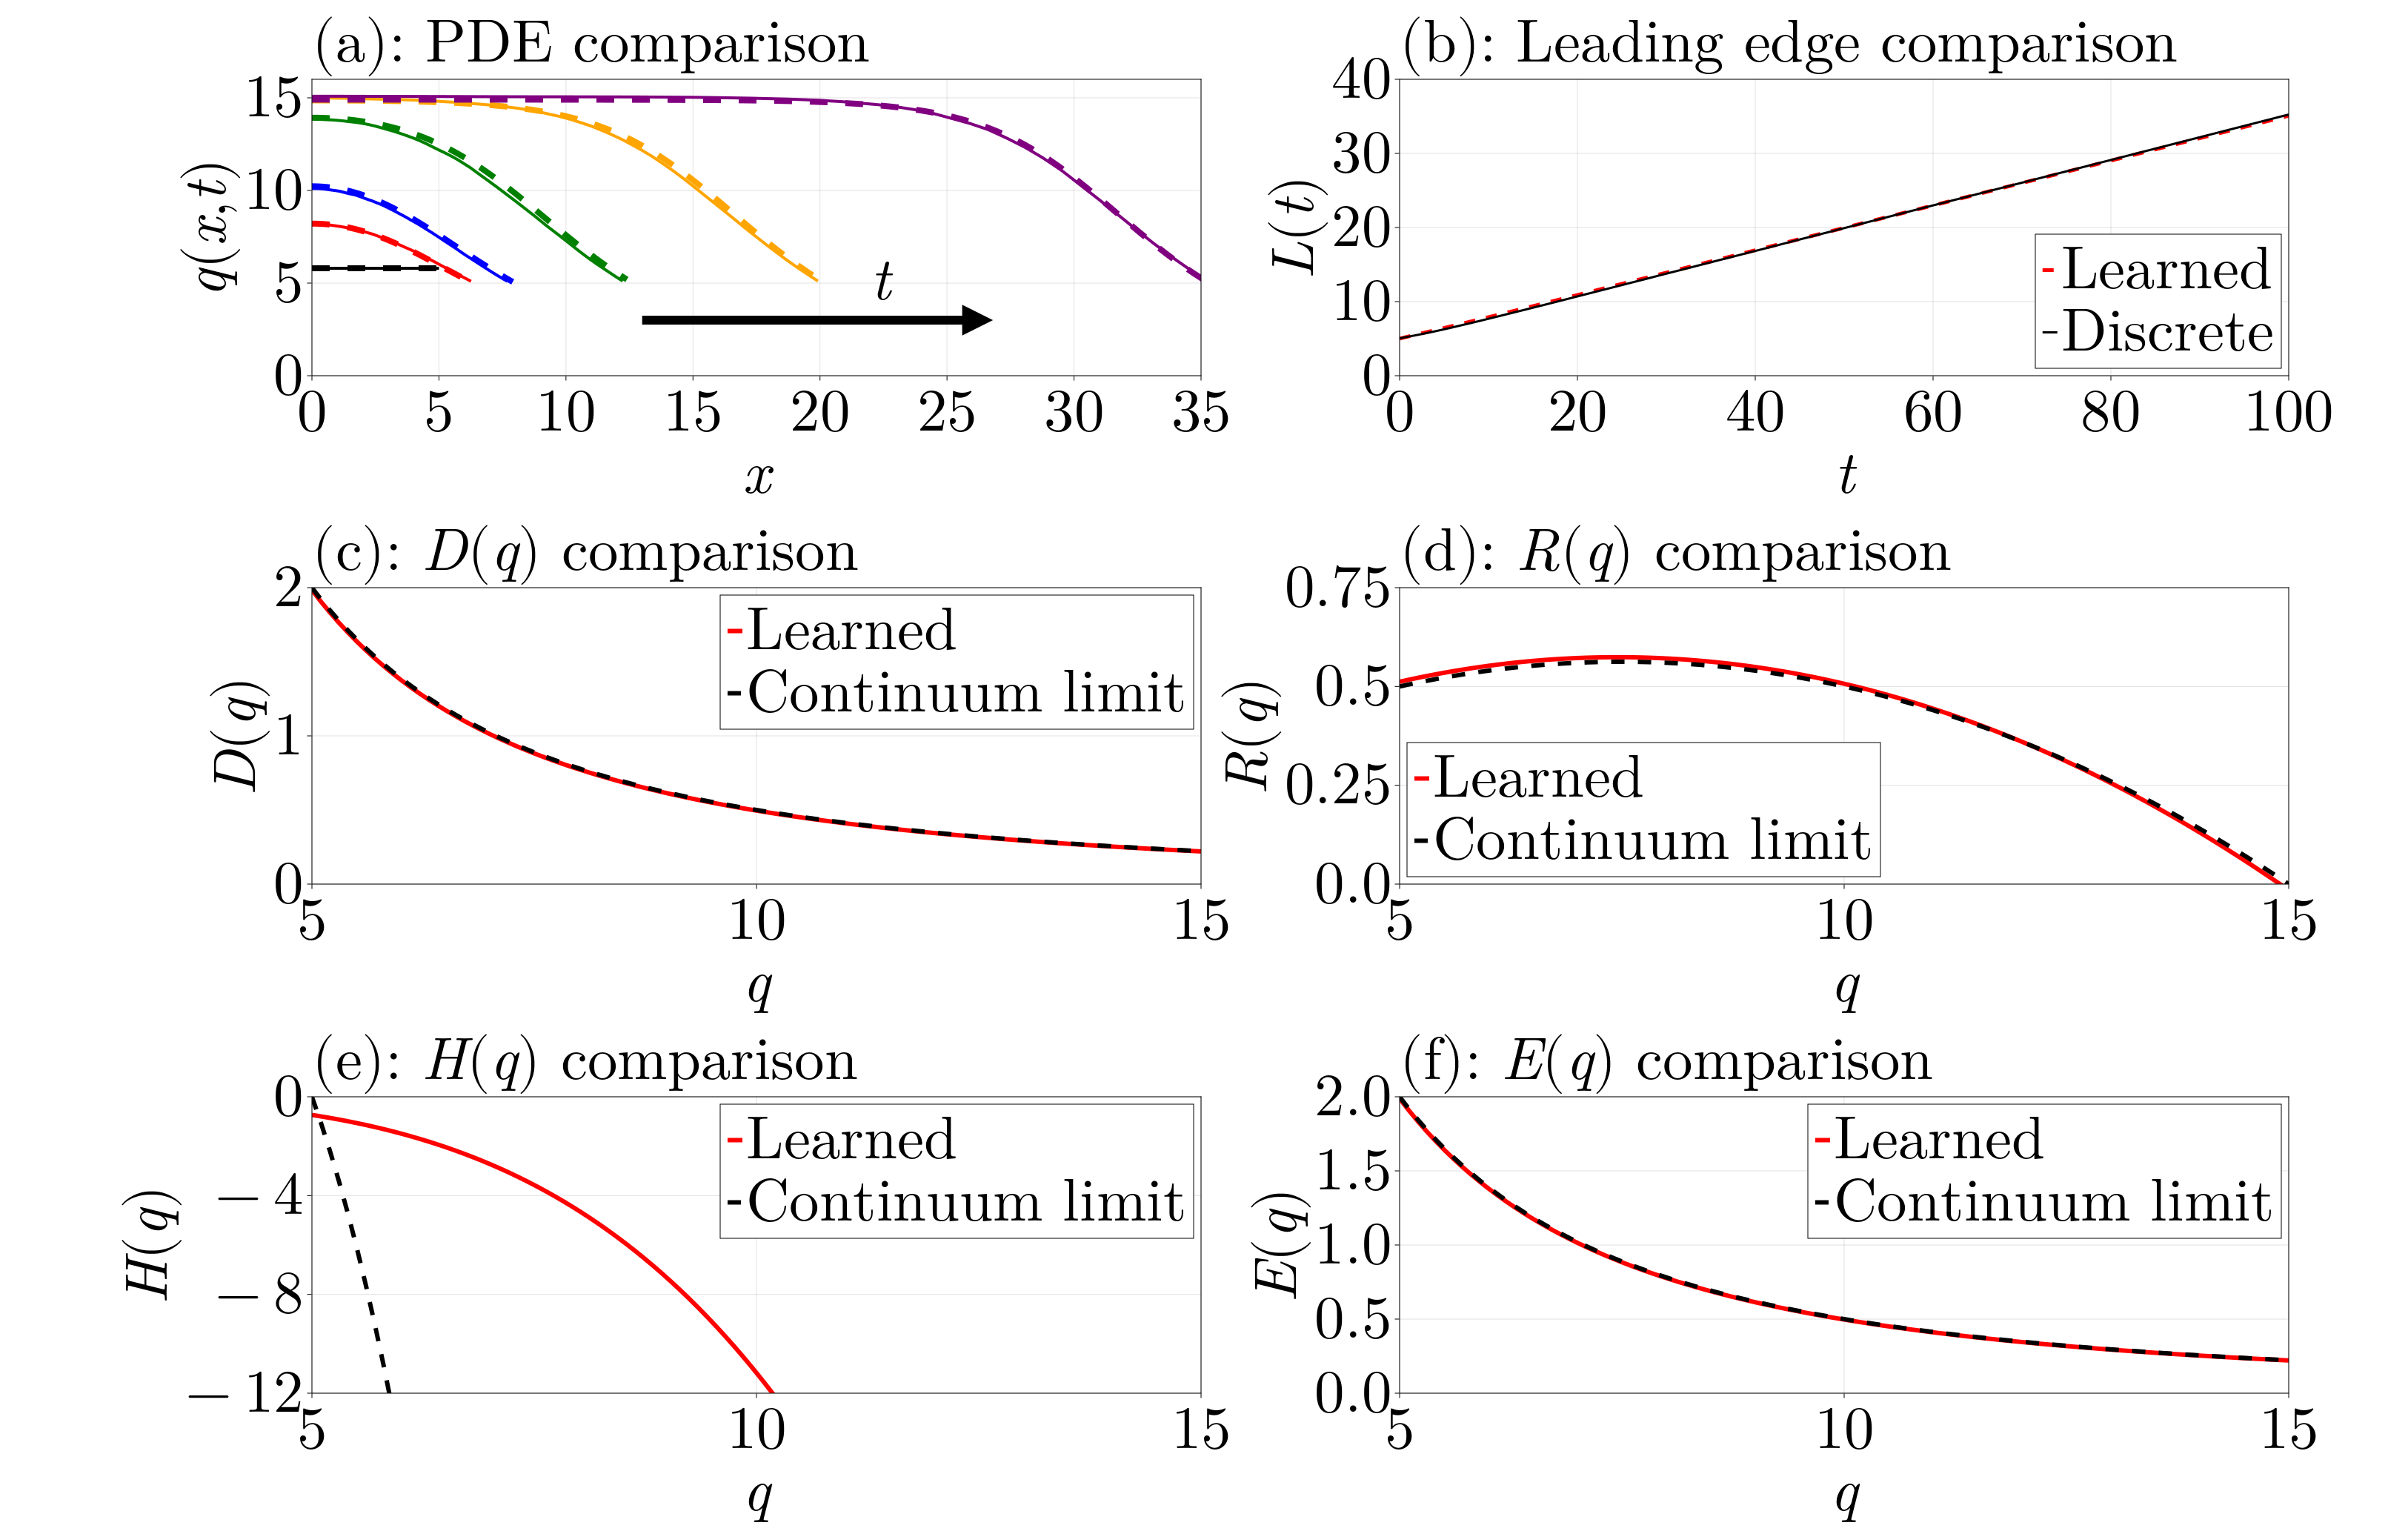 (a): PDE comparison
q(x,t)
15
10
5
0
t
0 5 10 15 20 25 30 35
x
(b): Leading edge comparison
L(t)
40
30
20
10
0
Learned
Discrete
0 20 40 60 80 100
t
(c): D(q) comparison
D(q)
2
1
0
Learned
Continuum limit
5 10 15
q
(d): R(q) comparison
R(q)
0.75
0.5
0.25
0.0
Learned
Continuum limit
5 10 15
q
(e): H(q) comparison
H(q)
0
−4
−8
−12
Learned
Continuum limit
5 10 15
q
(f): E(q) comparison
E(q)
2.0
1.5
1.0
0.5
0.0
Learned
Continuum limit
5 10 15
q